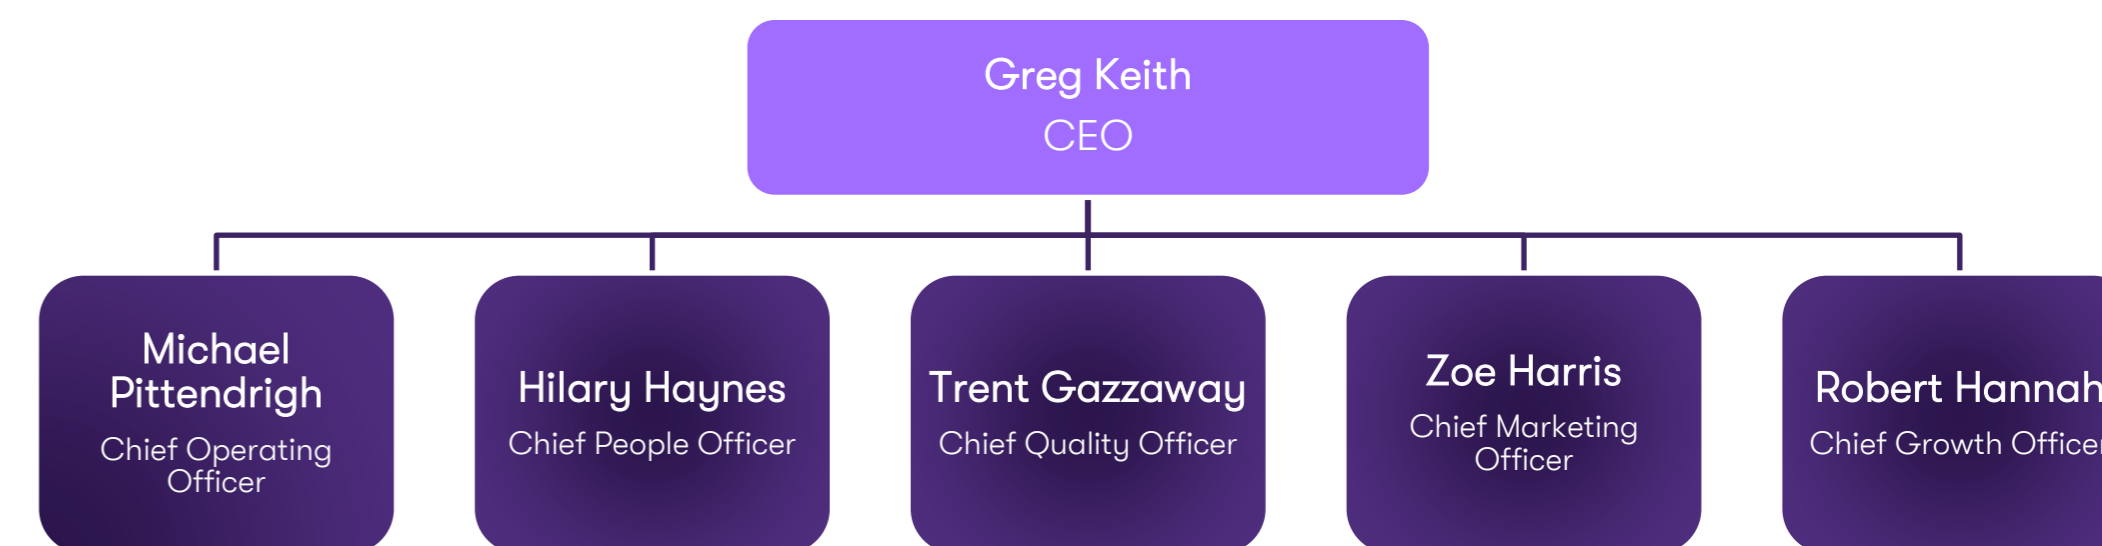 Greg Keith
CEO
Michael
Pittendrigh
Chief Operating
Officer
Hilary Haynes
Chief People Officer
Trent Gazzaway
Chief Quality Officer
Zoe Harris
Chief Marketing
Officer
Robert Hannah
Chief Growth Officer